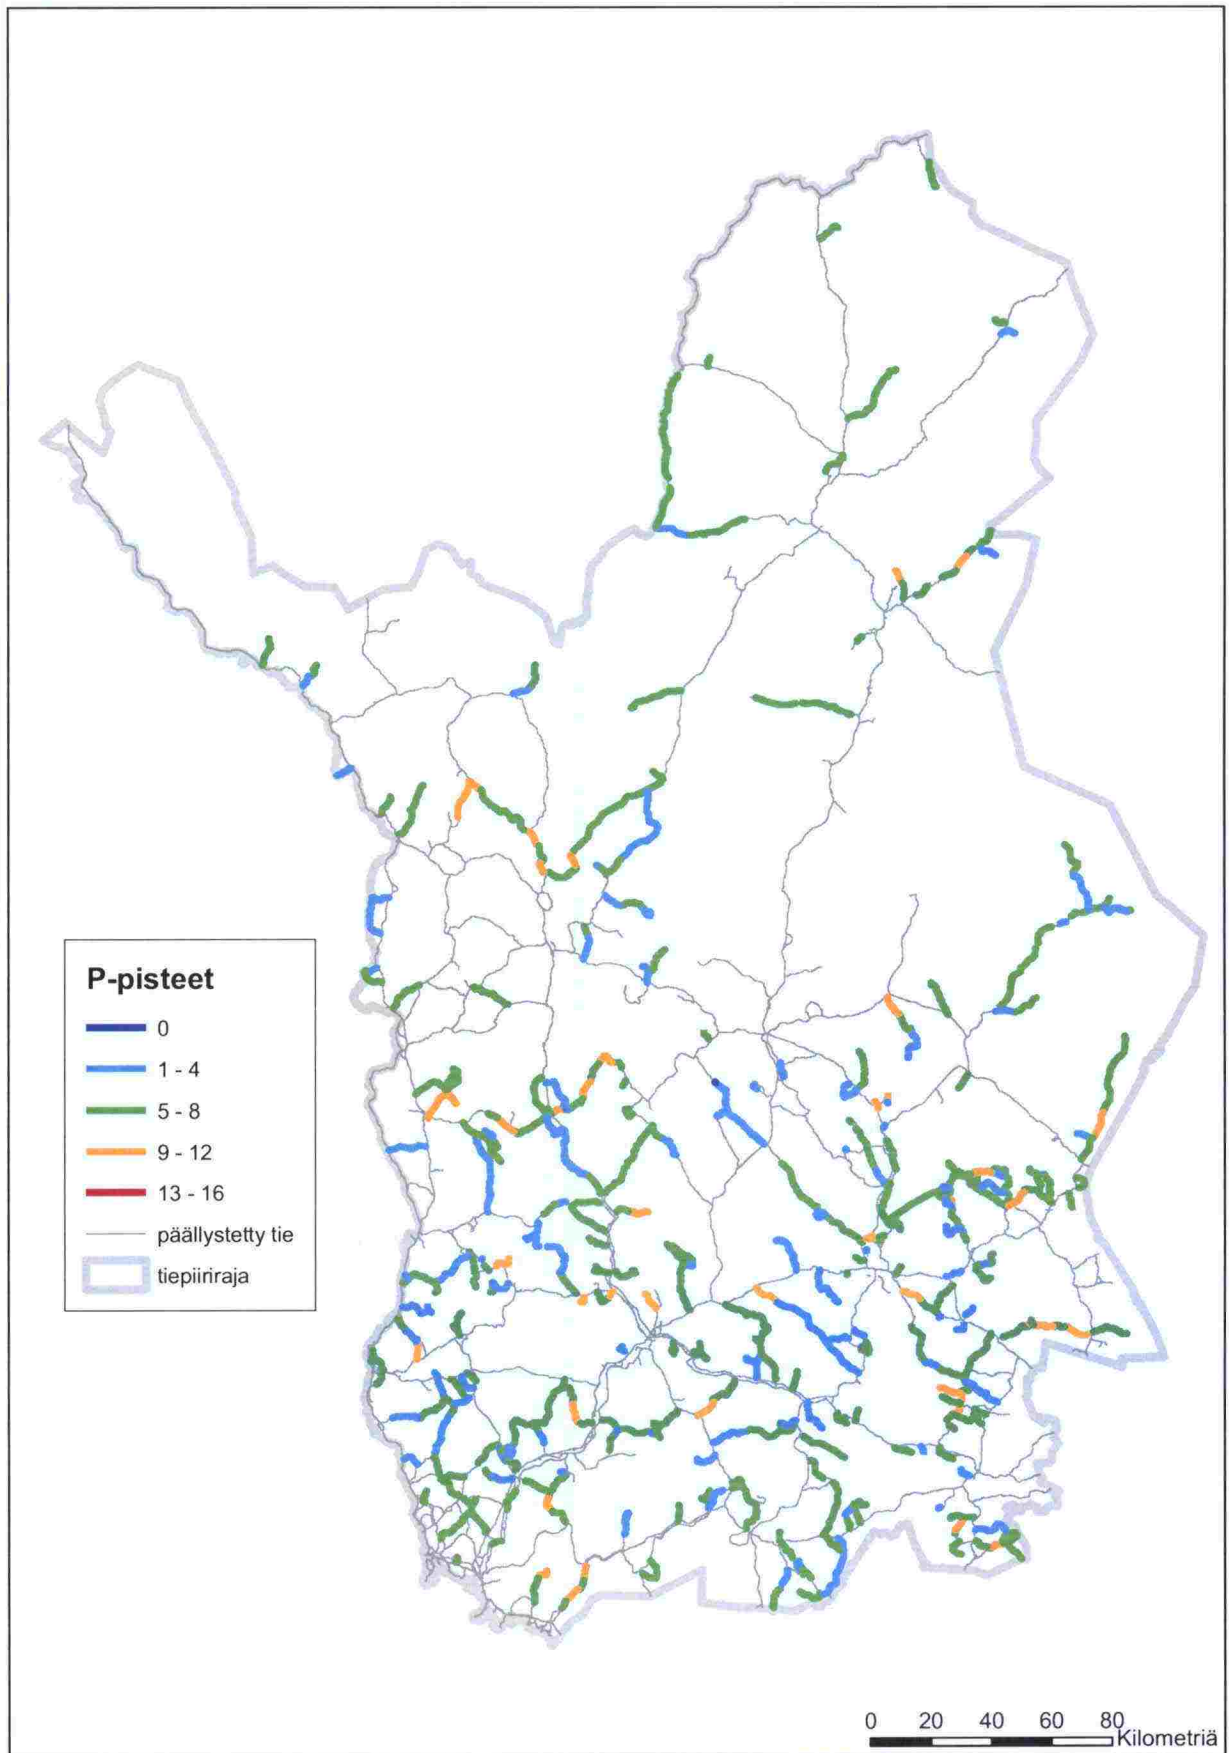 P-pisteet
0
1 - 4
5 - 8
9 - 12
13 - 16
päällystetty tie
tiepiiriraja
0 20 40 60 80
Kilometriä